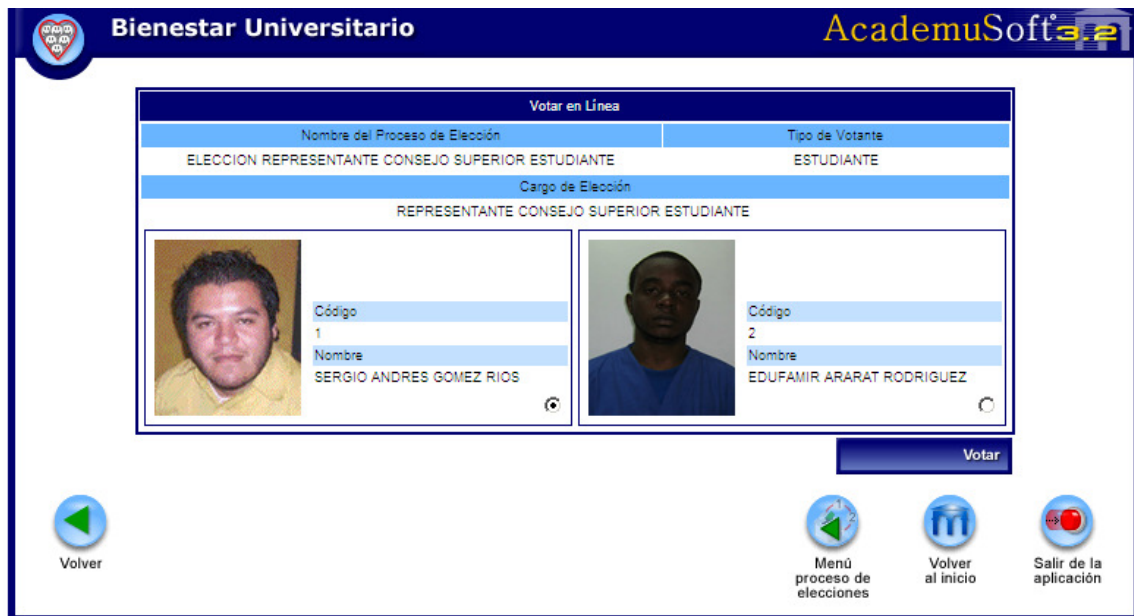 Bienestar Universitario
AcademuSoft 3.2
Votar en Línea
Nombre del Proceso de Elección
Tipo de Votante
ELECCION REPRESENTANTE CONSEJO SUPERIOR ESTUDIANTE
ESTUDIANTE
Cargo de Elección
REPRESENTANTE CONSEJO SUPERIOR ESTUDIANTE
Código
1
Nombre
SERGIO ANDRES GOMEZ RIOS
Código
2
Nombre
EDUFAMIR ARARAT RODRIGUEZ
Votar
Volver
1
2
Menú
proceso de
elecciones
Volver
al inicio
Salir de la
aplicación